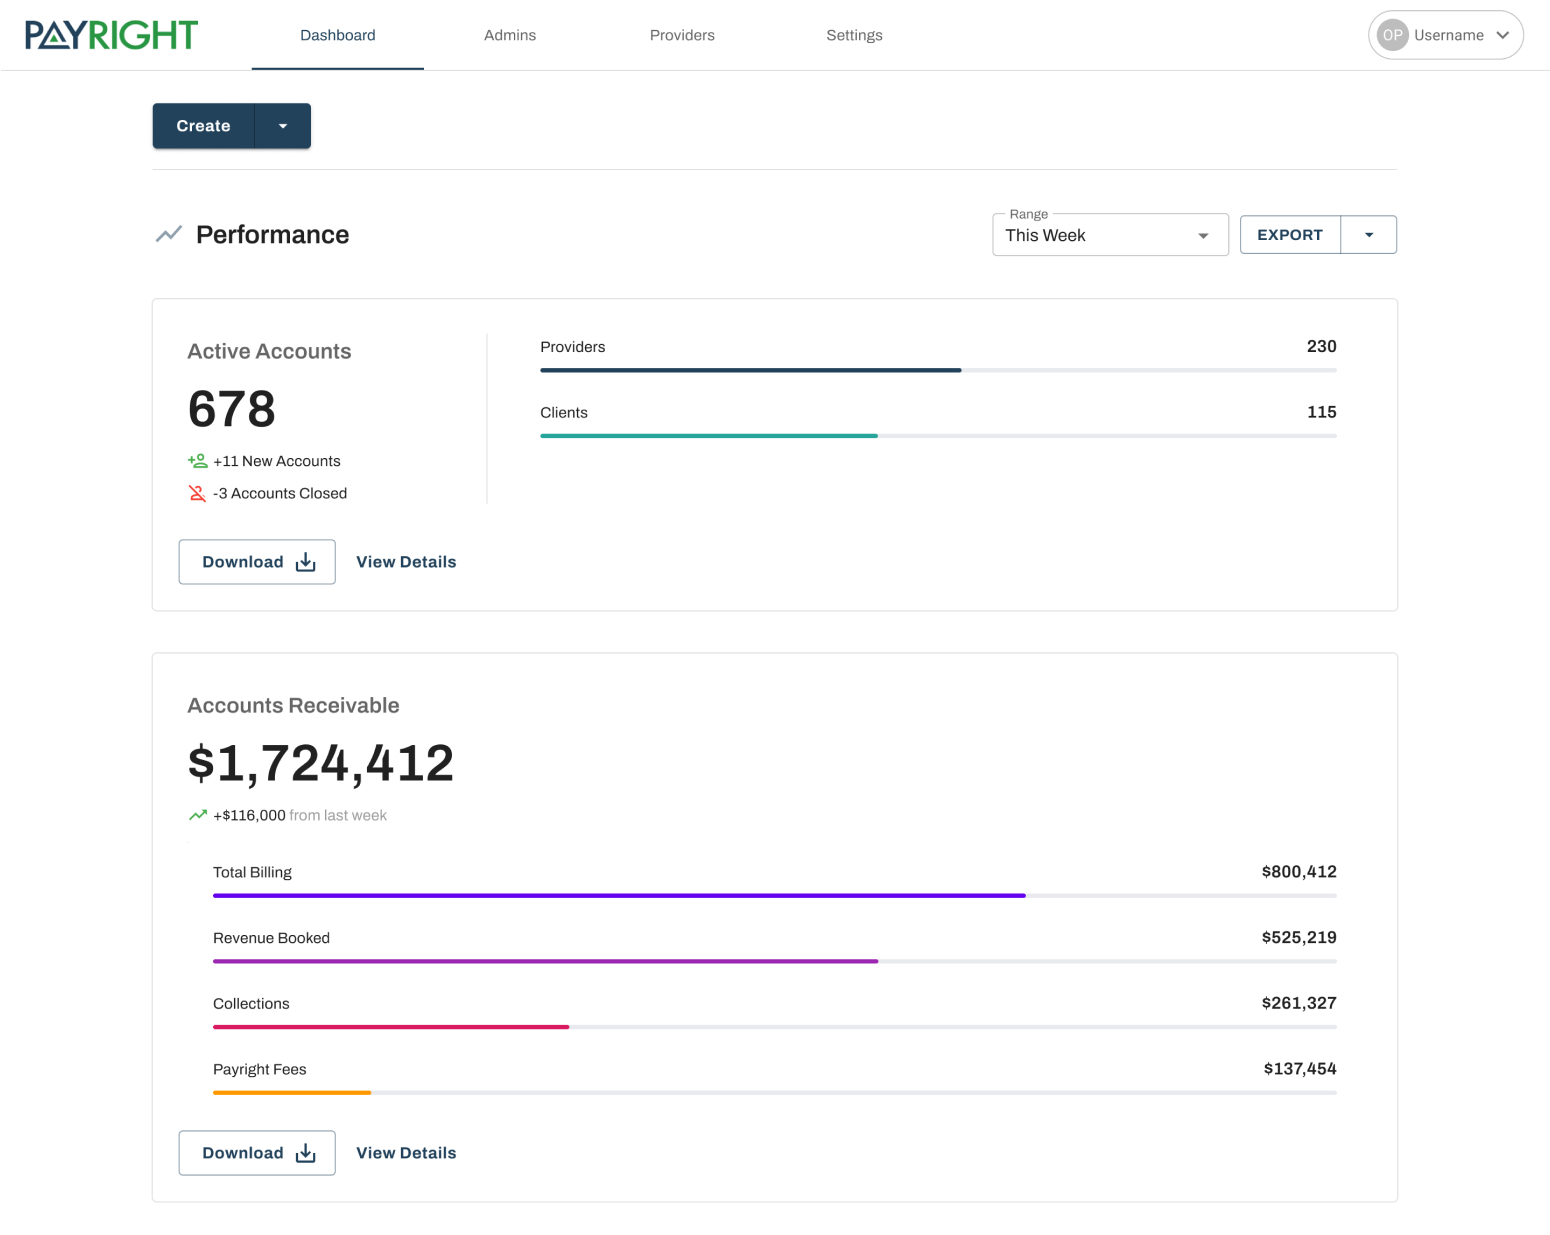 PAYRIGHT
Dashboard
Admins
Providers
Settings
OP Username
Create
Performance
Range
This Week
EXPORT
Active Accounts
678
+11 New Accounts
-3 Accounts Closed
Providers 230
Clients 115
Download
View Details
Accounts Receivable
$1,724,412
+$116,000 from last week
Total Billing $800,412
Revenue Booked $525,219
Collections $261,327
Payright Fees $137,454
Download
View Details